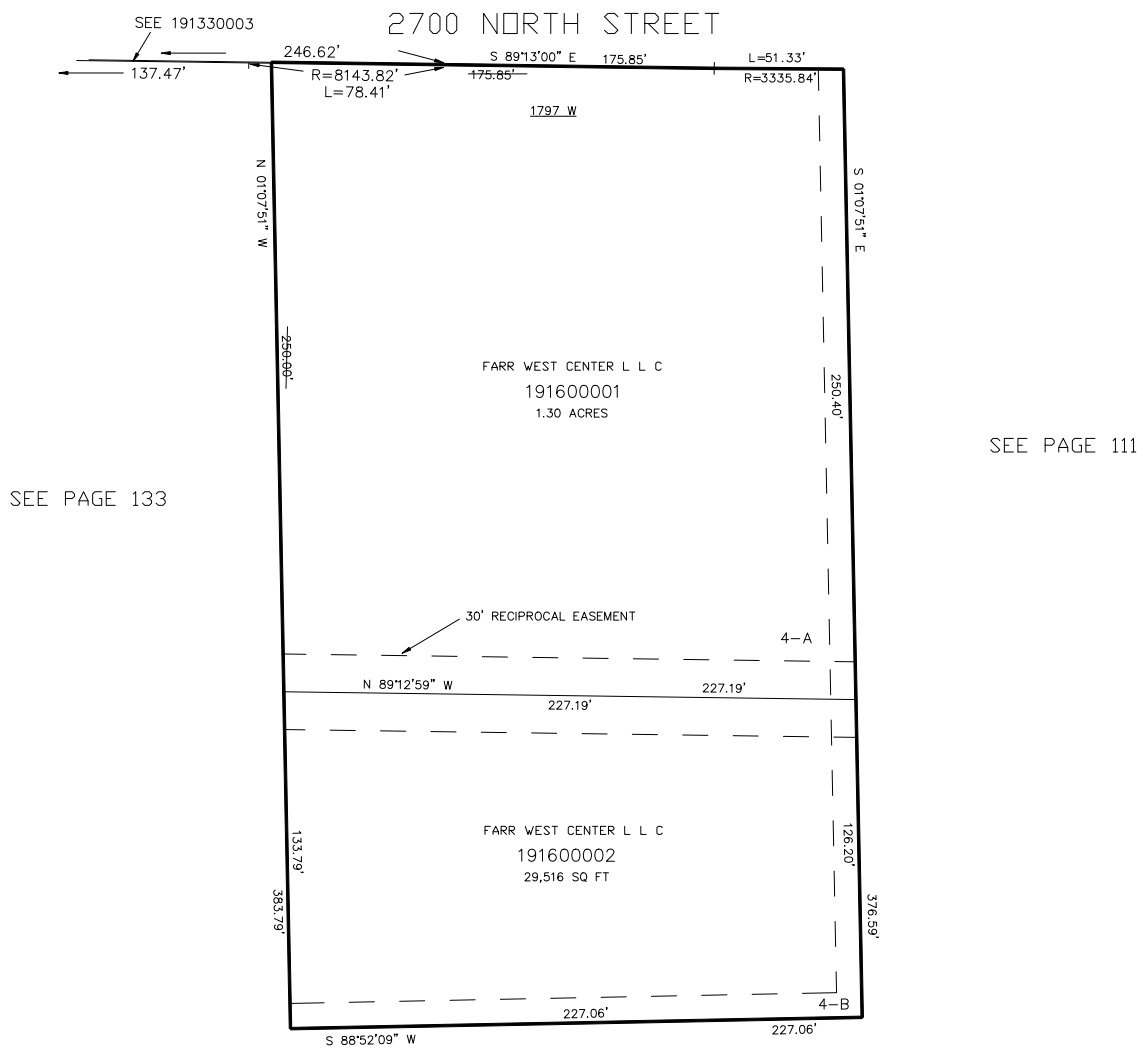 2700 NORTH STREET
SEE 191330003
246.62'
S 89°13'00" E
175.85'
L=51.33'
137.47'
R=8143.82'
L=78.41'
175.85'
R=3335.84'
1797 W
N 01°07'51" W
S 01°07'51" E
250.00'
FARR WEST CENTER L L C
191600001
1.30 ACRES
250.40'
SEE PAGE 111
SEE PAGE 133
30' RECIPROCAL EASEMENT
4-A
N 89°12'59" W
227.19'
227.19'
FARR WEST CENTER L L C
191600002
29,516 SQ FT
133.79'
126.20'
383.79'
376.59'
4-B
227.06'
227.06'
S 88°52'09" W